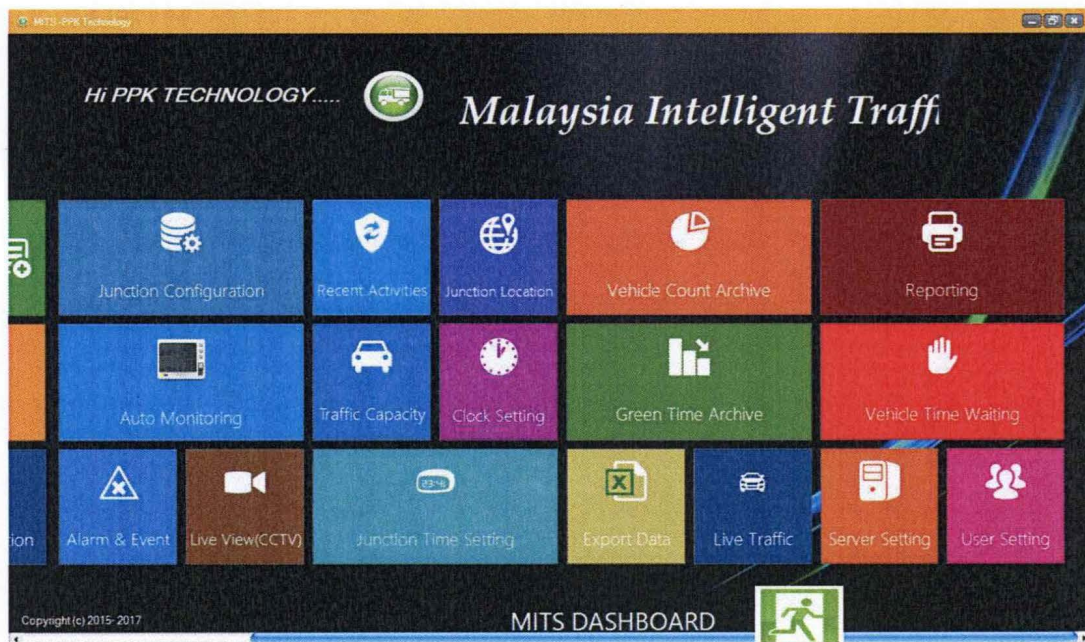 MITS -PPK Technology
Hi PPK TECHNOLOGY.....
Malaysia Intelligent Traffi
Junction Configuration
Recent Activities
Junction Location
Vehicle Count Archive
Reporting
Auto Monitoring
Traffic Capacity
Clock Setting
Green Time Archive
Vehicle Time Waiting
ion
Alarm & Event
Live View(CCTV)
23:41
Junction Time Setting
X
Export Data
Live Traffic
Server Setting
User Setting
Copyright (c) 2015- 2017
MITS DASHBOARD